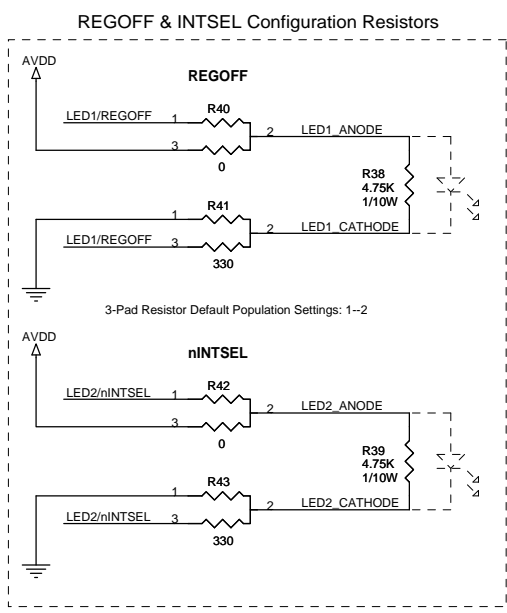 REGOFF & INTSEL Configuration Resistors
AVDD
REGOFF
LED1/REGOFF 1 R40 2 LED1_ANODE
3
0
R38
4.75K
1/10W
R41
1 2 LED1_CATHODE
LED1/REGOFF 3
330
3-Pad Resistor Default Population Settings: 1--2
AVDD
nINTSEL
LED2/nINTSEL 1 R42 2 LED2_ANODE
3
0
R39
4.75K
1/10W
R43
1 2 LED2_CATHODE
LED2/nINTSEL 3
330